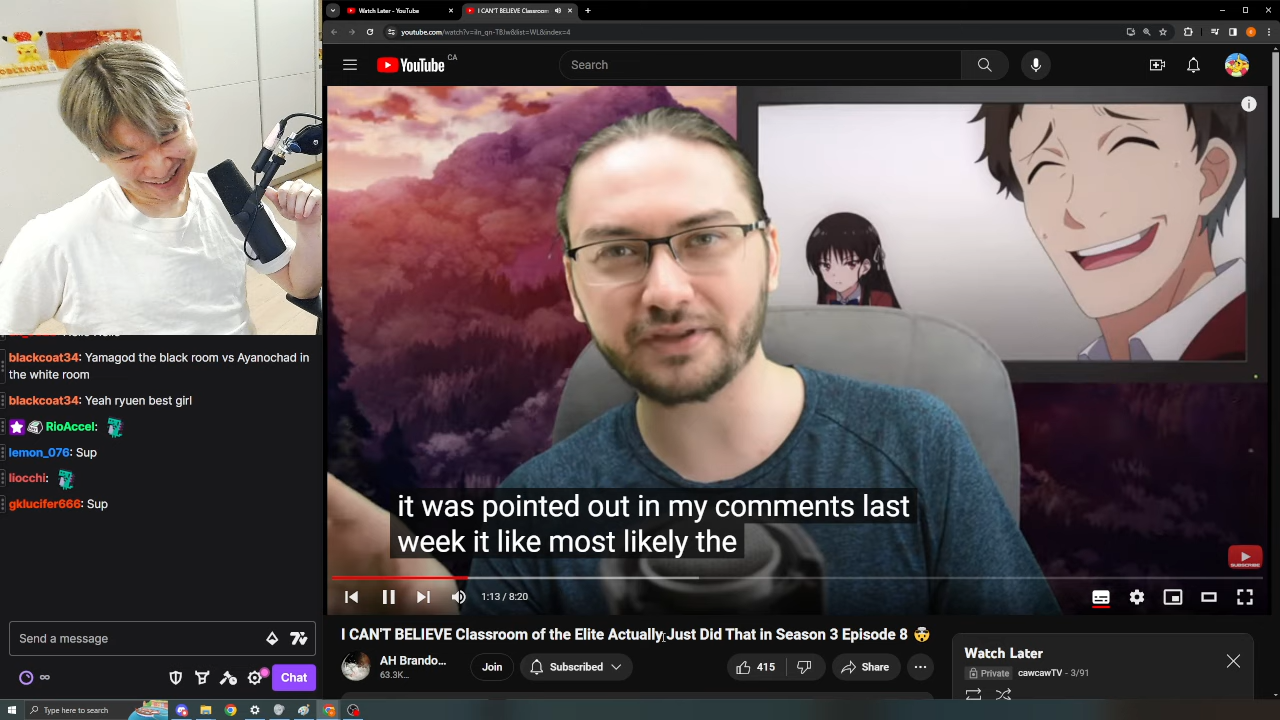 Watch Later - YouTube
I CAN'T BELIEVE Classroom
youtube.com/watch?v=iln_qn-TBJw&list=WL&index=4
YouTube CA
Search
blackcoat34: Yamagod the black room vs Ayanochad in
the white room
blackcoat34: Yeah ryuen best girl
RioAccel:
lemon_076: Sup
liocchi:
gklucifer666: Sup
it was pointed out in my comments last
week it like most likely the
SUBSCRIBE
1:13 / 8:20
I CAN'T BELIEVE Classroom of the Elite Actually Just Did That in Season 3 Episode 8
AH Brando...
63.3K...
Join
Subscribed
415
Share
Watch Later
Private cawcawTV - 3/91
Send a message
Chat
Type here to search